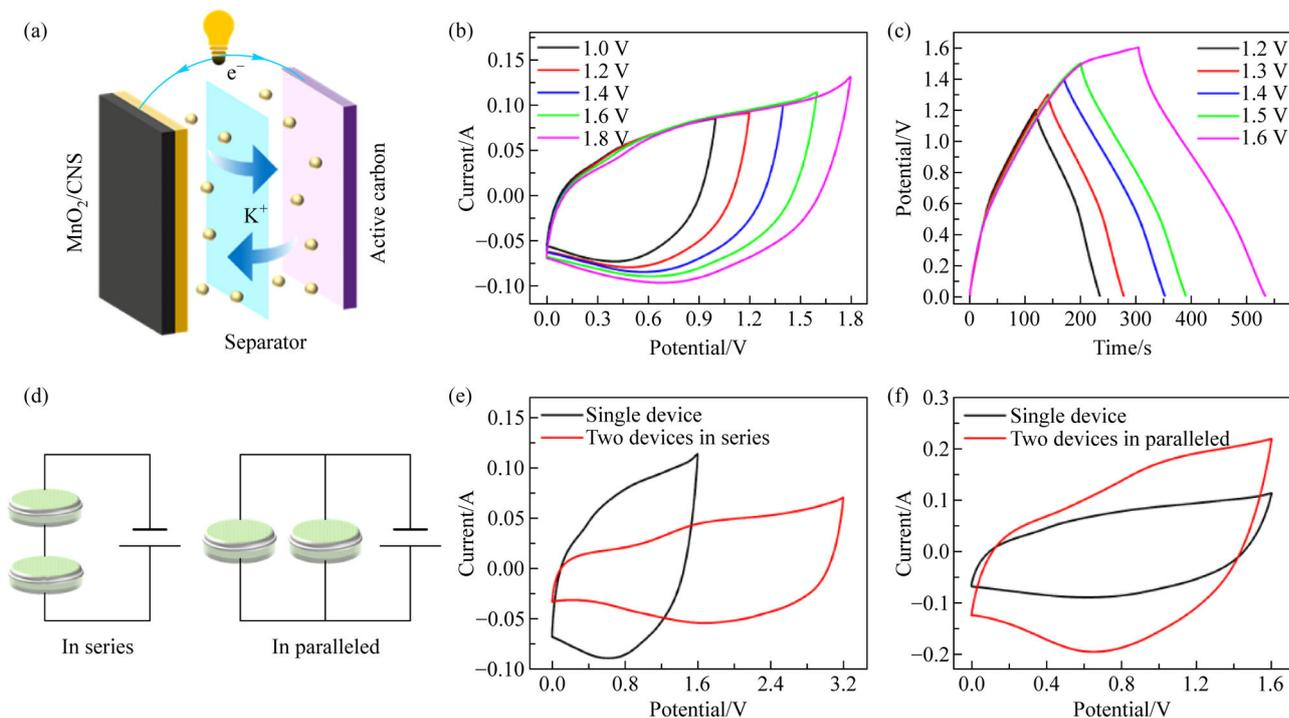 (a)
e⁻
K⁺
MnO₂/CNS
Active carbon
Separator
(b)
1.0 V
1.2 V
1.4 V
1.6 V
1.8 V
0.15
0.10
0.05
0.00
−0.05
−0.10
Current/A
0.0 0.3 0.6 0.9 1.2 1.5 1.8
Potential/V
(c)
1.2 V
1.3 V
1.4 V
1.5 V
1.6 V
1.6
1.4
1.2
1.0
0.8
0.6
0.4
0.2
0.0
Potential/V
0 100 200 300 400 500
Time/s
(d)
In series
In paralleled
(e)
Single device
Two devices in series
0.15
0.10
0.05
0.00
−0.05
−0.10
Current/A
0.0 0.8 1.6 2.4 3.2
Potential/V
(f)
Single device
Two devices in paralleled
0.3
0.2
0.1
0.0
−0.1
−0.2
Current/A
0.0 0.4 0.8 1.2 1.6
Potential/V